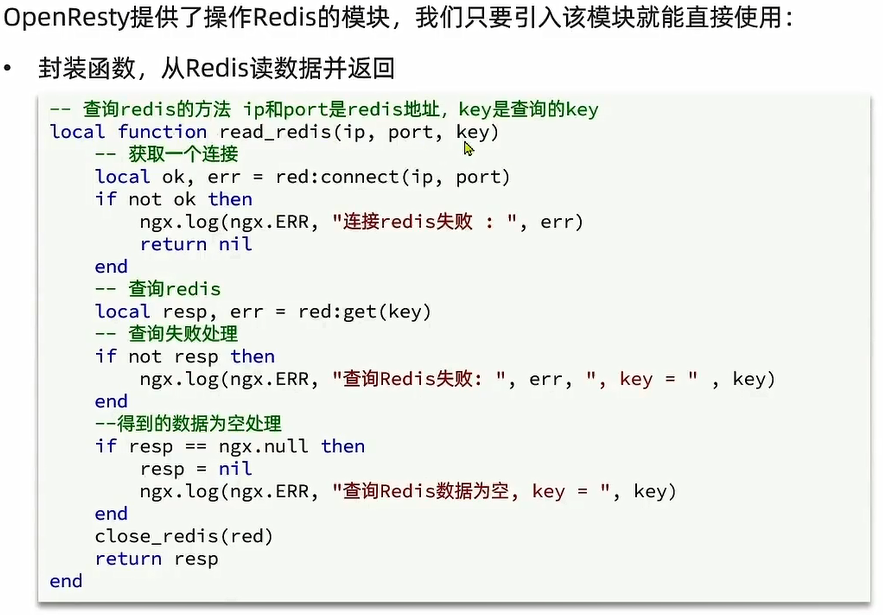 OpenResty提供了操作Redis的模块，我们只要引入该模块就能直接使用：
• 封装函数，从Redis读数据并返回
-- 查询redis的方法 ip和port是redis地址，key是查询的key
local function read_redis(ip, port, key)
    -- 获取一个连接
    local ok, err = red:connect(ip, port)
    if not ok then
        ngx.log(ngx.ERR, "连接redis失败 : ", err)
        return nil
    end
    -- 查询redis
    local resp, err = red:get(key)
    -- 查询失败处理
    if not resp then
        ngx.log(ngx.ERR, "查询Redis失败: ", err, ", key = " , key)
    end
    --得到的数据为空处理
    if resp == ngx.null then
        resp = nil
        ngx.log(ngx.ERR, "查询Redis数据为空, key = ", key)
    end
    close_redis(red)
    return resp
end